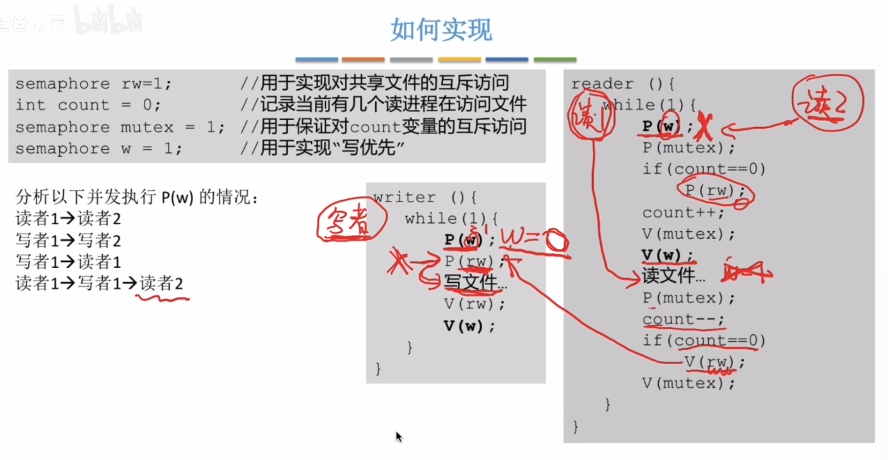 bilibili
如何实现
semaphore rw=1; //用于实现对共享文件的互斥访问
int count = 0; //记录当前有几个读进程在访问文件
semaphore mutex = 1; //用于保证对count变量的互斥访问
semaphore w = 1; //用于实现“写优先”
分析以下并发执行 P(w) 的情况：
读者1→读者2
写者1→写者2
写者1→读者1
读者1→写者1→读者2
writer (){
while(1){
写者
P(w);
w=0
P(rw);
写文件…
V(rw);
V(w);
}
}
reader (){
while(1){
读1
读2
P(w);
P(mutex);
if(count==0)
P(rw);
count++;
V(mutex);
V(w);
读文件…
P(mutex);
count--;
if(count==0)
V(rw);
V(mutex);
}
}